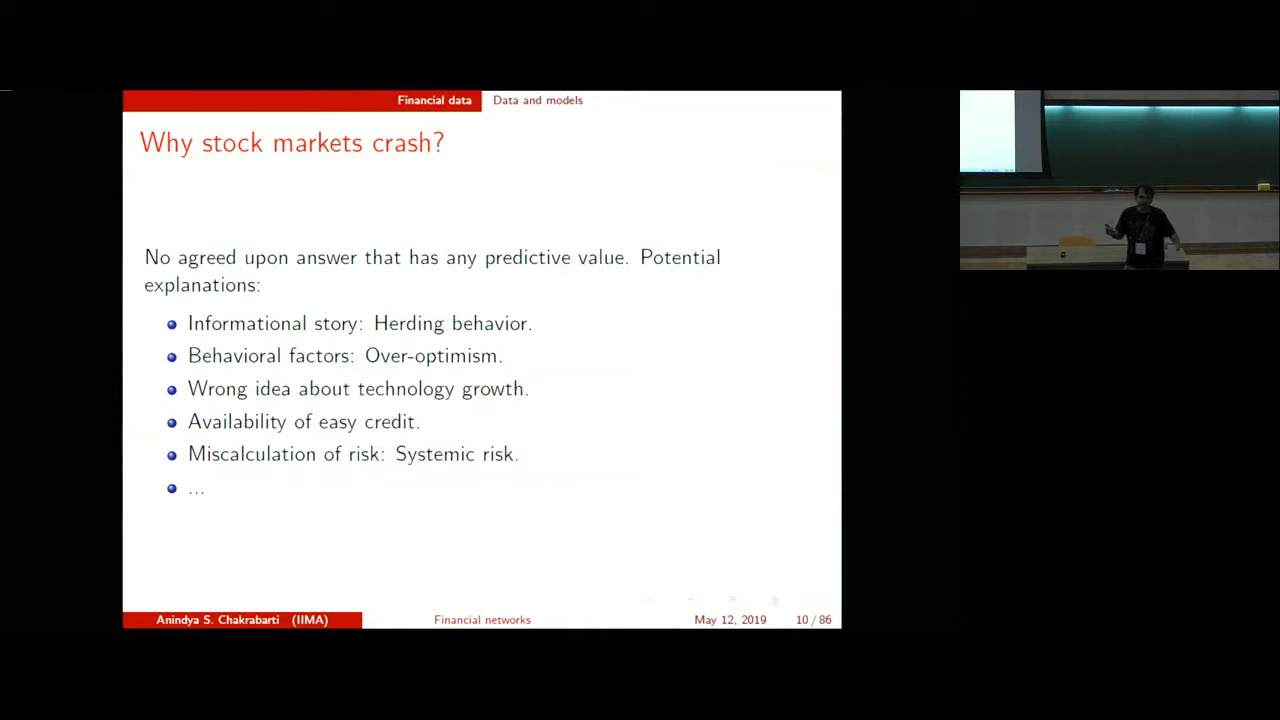 Financial data Data and models
Why stock markets crash?
No agreed upon answer that has any predictive value. Potential
explanations:
Informational story: Herding behavior.
Behavioral factors: Over-optimism.
Wrong idea about technology growth.
Availability of easy credit.
Miscalculation of risk: Systemic risk.
...
Anindya S. Chakrabarti (IIMA) Financial networks May 12, 2019 10 / 86